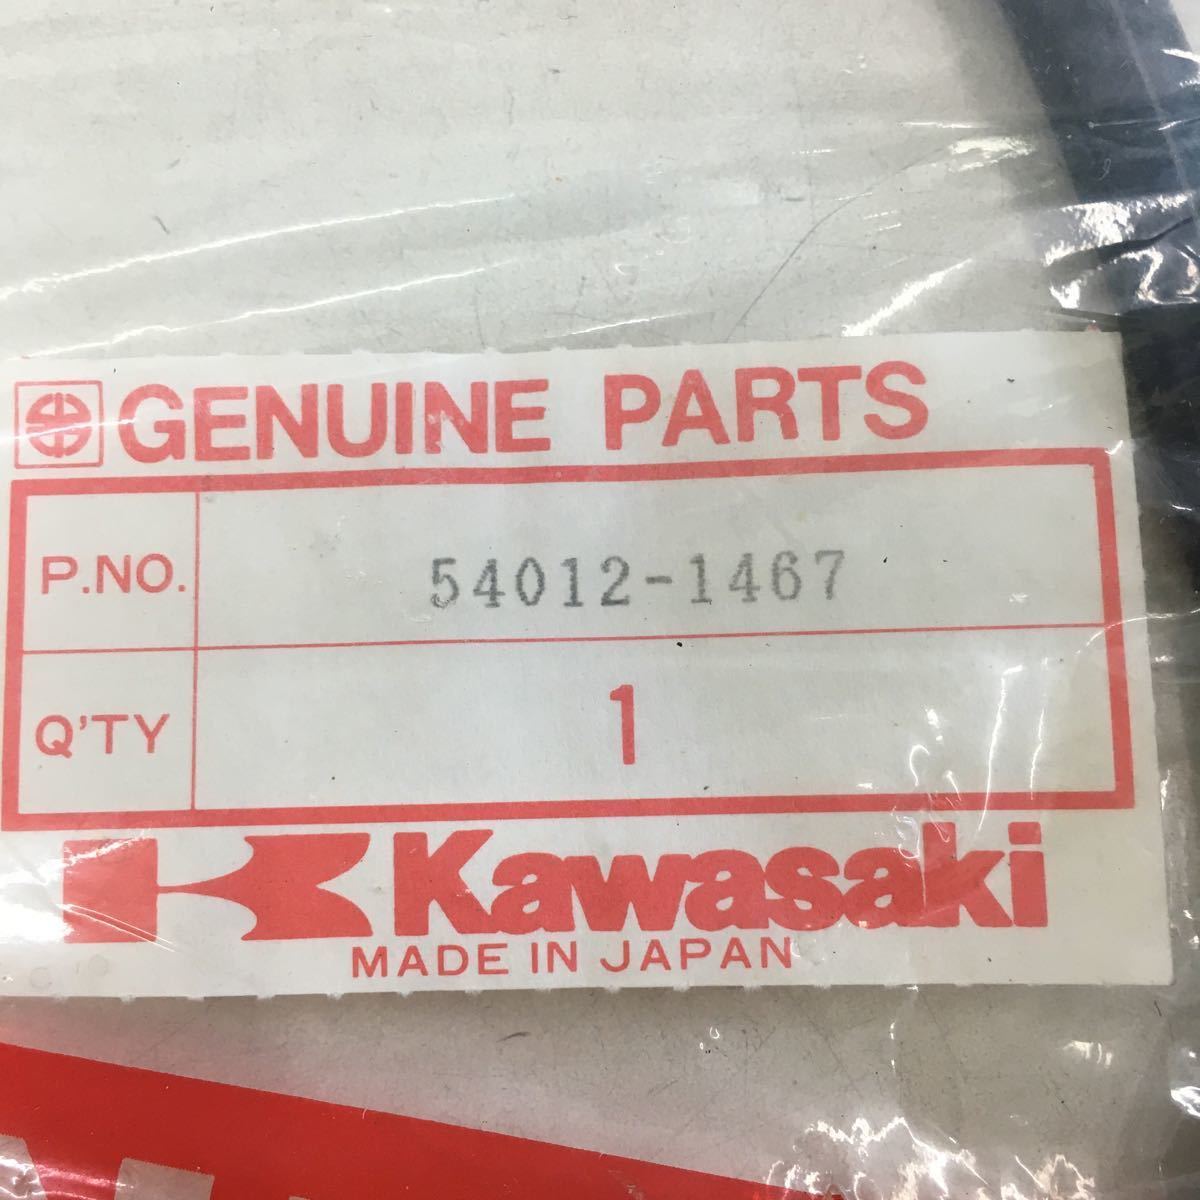 GENUINE PARTS
P.NO. 54012-1467
Q'TY 1
Kawasaki
MADE IN JAPAN